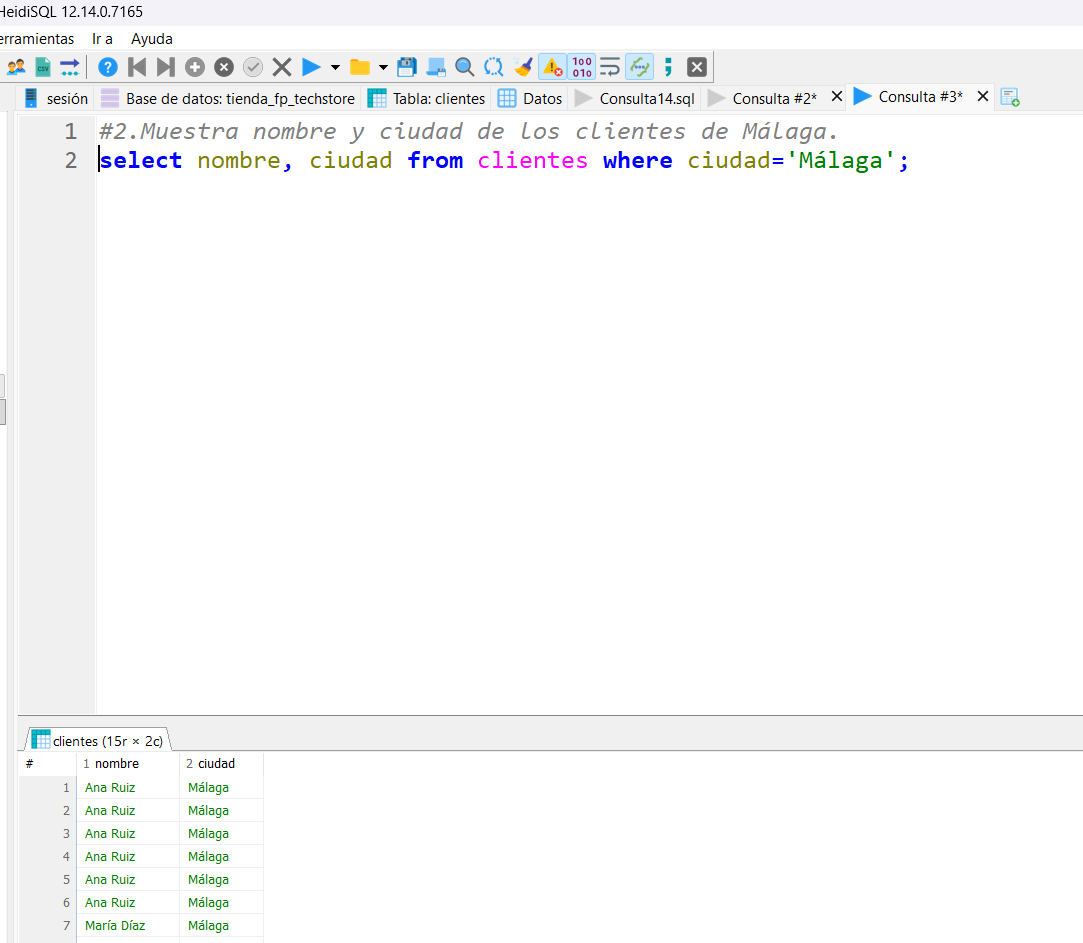 HeidiSQL 12.14.0.7165
erramientas Ir a Ayuda
sesión Base de datos: tienda_fp_techstore Tabla: clientes Datos Consulta14.sql Consulta #2* Consulta #3*
1 #2.Muestra nombre y ciudad de los clientes de Málaga.
2 select nombre, ciudad from clientes where ciudad='Málaga';
clientes (15r × 2c)
# 1 nombre 2 ciudad
1 Ana Ruiz Málaga
2 Ana Ruiz Málaga
3 Ana Ruiz Málaga
4 Ana Ruiz Málaga
5 Ana Ruiz Málaga
6 Ana Ruiz Málaga
7 María Díaz Málaga